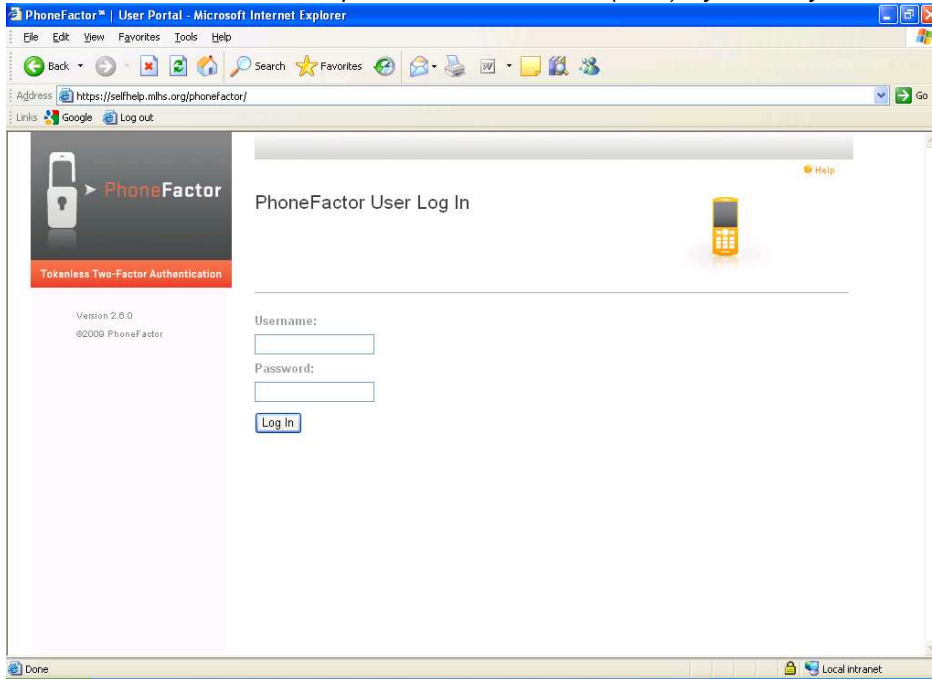 PhoneFactor™ | User Portal - Microsoft Internet Explorer
File Edit View Favorites Tools Help
Back Search Favorites
Address https://selfhelp.mlhs.org/phonefactor/ Go
Links Google Log out
Help
PhoneFactor
PhoneFactor User Log In
Tokenless Two-Factor Authentication
Version 2.6.0
©2009 PhoneFactor
Username:
Password:
Log In
Done Local intranet